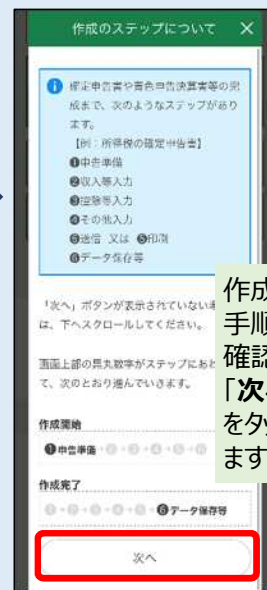 作成のステップについて ×
確定申告書や青色申告決算書等の完
成まで、次のようなステップがあり
ます。
【例：所得税の確定申告書】
❶申告準備
❷収入等入力
❸控除等入力
❹その他入力
❺送信 又は ❺印刷
❻データ保存等
「次へ」ボタンが表示されていない
は、下へスクロールしてください。
画面上部の黒丸数字がステップにあ
て、次のとおり進んでいきます。
作成開始
❶申告準備
作成完了
❻データ保存等
次へ
作成
手順
確認
「次
をタッ
ます